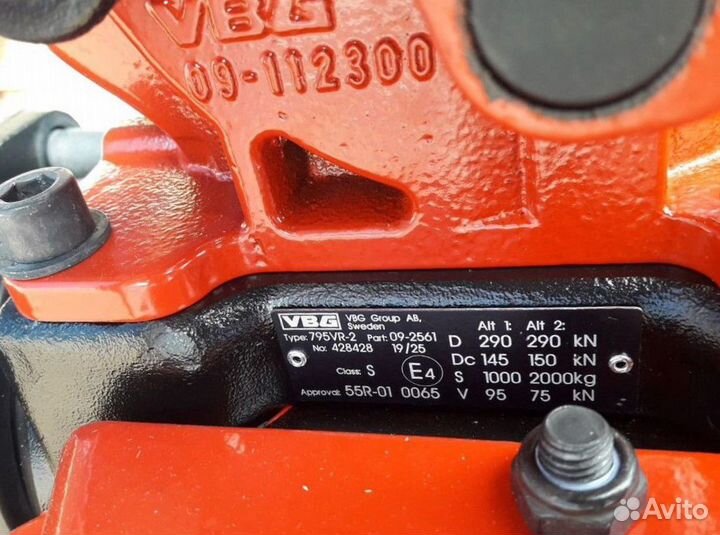 VBG
09-112300
VBG VBG Group AB,
Sweden
Type: 795VR-2 Part: 09-2561
No: 428428 19/25
Class: S E4
Approval: 55R-01 0065
Alt 1: Alt 2:
D 290 290 kN
Dc 145 150 kN
S 1000 2000kg
V 95 75 kN
Avito